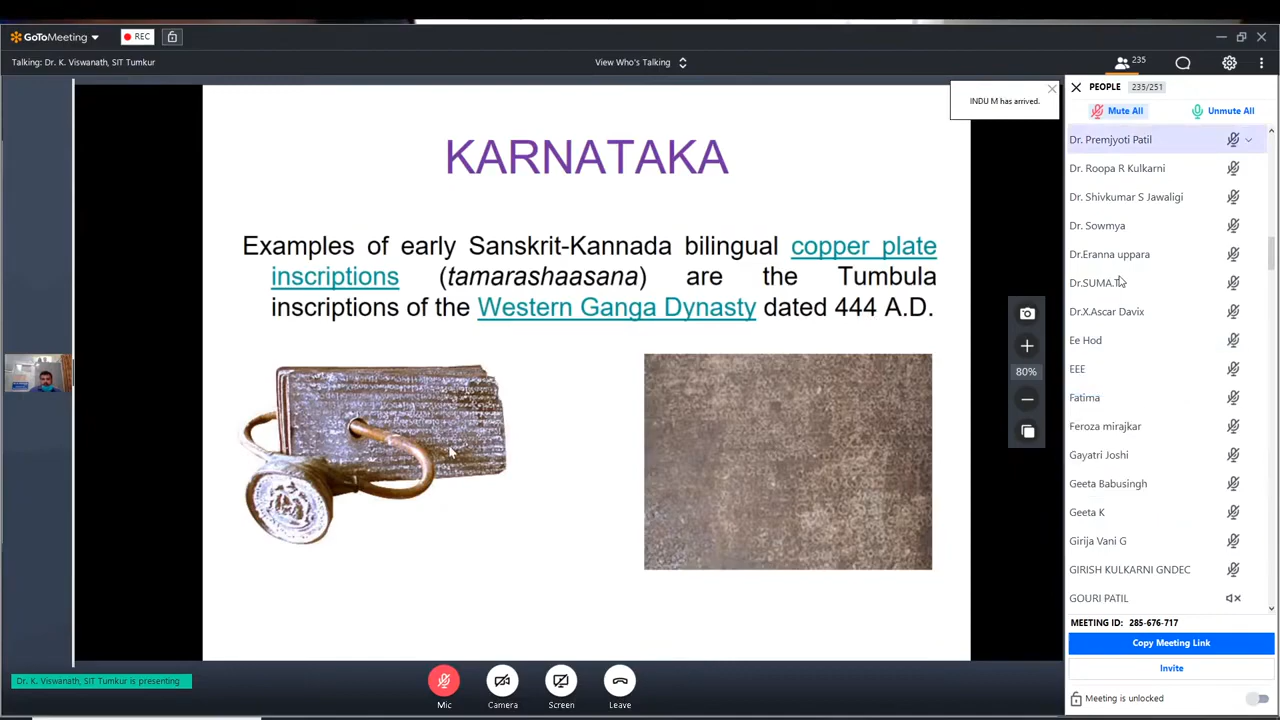 GoToMeeting
REC
Talking: Dr. K. Viswanath, SIT Tumkur
View Who's Talking
235
INDU M has arrived.
KARNATAKA
Examples of early Sanskrit-Kannada bilingual copper plate
inscriptions (tamarashaasana) are the Tumbula
inscriptions of the Western Ganga Dynasty dated 444 A.D.
80%
PEOPLE 235/251
Mute All
Unmute All
Dr. Premjyoti Patil
Dr. Roopa R Kulkarni
Dr. Shivkumar S Jawaligi
Dr. Sowmya
Dr.Eranna uppara
Dr.SUMA.T
Dr.X.Ascar Davix
Ee Hod
EEE
Fatima
Feroza mirajkar
Gayatri Joshi
Geeta Babusingh
Geeta K
Girija Vani G
GIRISH KULKARNI GNDEC
GOURI PATIL
MEETING ID: 285-676-717
Copy Meeting Link
Invite
Meeting is unlocked
Dr. K. Viswanath, SIT Tumkur is presenting
Mic
Camera
Screen
Leave